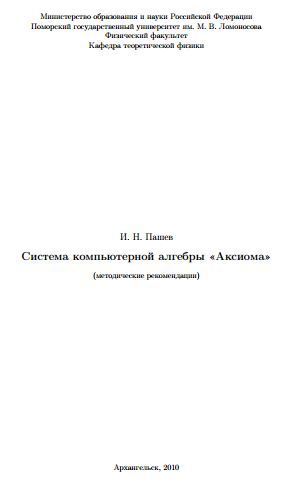 Министерство образования и науки Российской Федерации
Поморский государственный университет им. М. В. Ломоносова
Физический факультет
Кафедра теоретической физики
И. Н. Пашев
Система компьютерной алгебры «Аксиома»
(методические рекомендации)
Архангельск, 2010